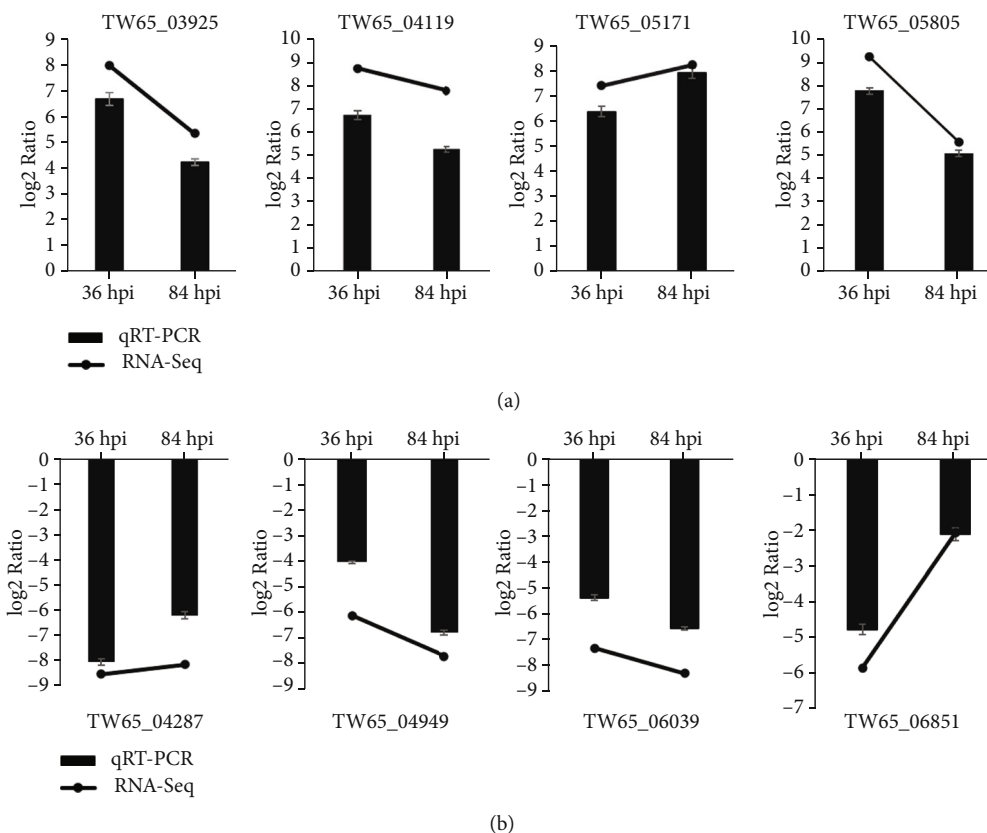 TW65_03925
9
8
7
6
5
4
3
2
1
0
log2 Ratio
36 hpi 84 hpi
TW65_04119
10
9
8
7
6
5
4
3
2
1
0
log2 Ratio
36 hpi 84 hpi
TW65_05171
9
8
7
6
5
4
3
2
1
0
log2 Ratio
36 hpi 84 hpi
TW65_05805
10
9
8
7
6
5
4
3
2
1
0
log2 Ratio
36 hpi 84 hpi
qRT-PCR
RNA-Seq
(a)
36 hpi 84 hpi
0
–1
–2
–3
–4
–5
–6
–7
–8
–9
log2 Ratio
TW65_04287
36 hpi 84 hpi
0
–1
–2
–3
–4
–5
–6
–7
–8
–9
log2 Ratio
TW65_04949
36 hpi 84 hpi
0
–1
–2
–3
–4
–5
–6
–7
–8
–9
log2 Ratio
TW65_06039
36 hpi 84 hpi
0
–1
–2
–3
–4
–5
–6
–7
log2 Ratio
TW65_06851
qRT-PCR
RNA-Seq
(b)